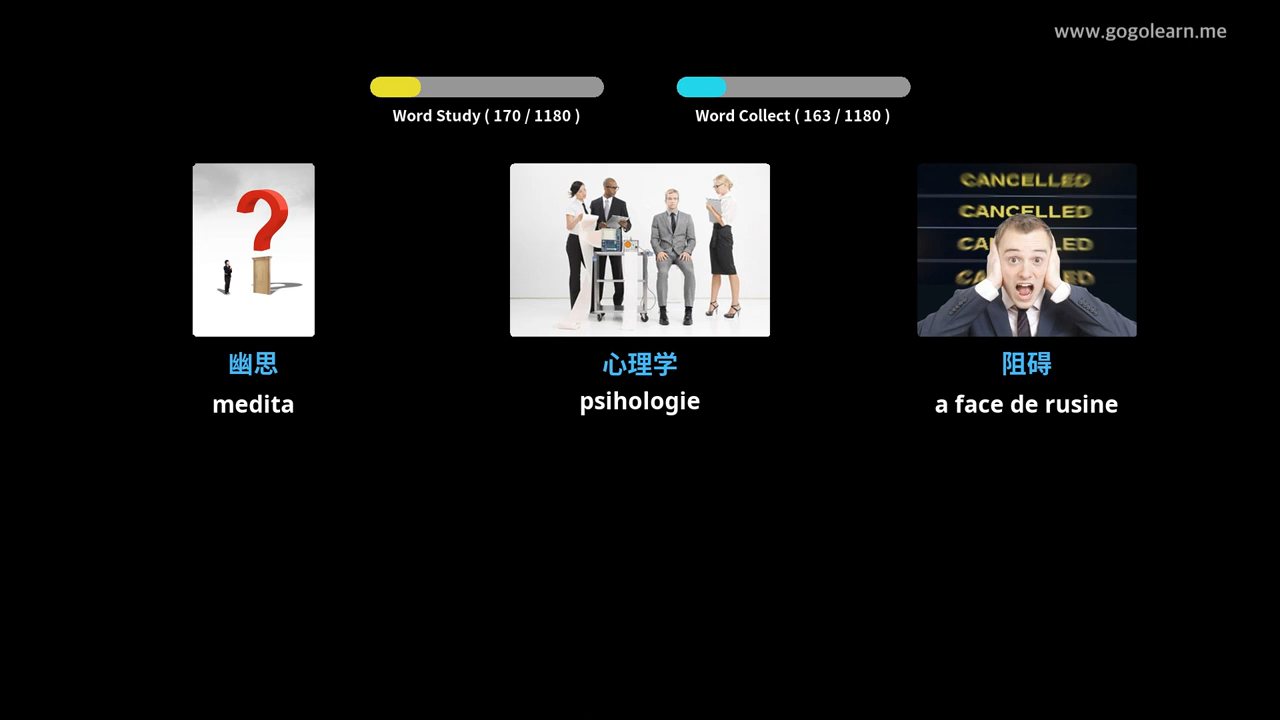 www.gogolearn.me
Word Study ( 170 / 1180 )
Word Collect ( 163 / 1180 )
CANCELLED
CANCELLED
LED
幽思
心理学
阻碍
medita
psihologie
a face de rusine